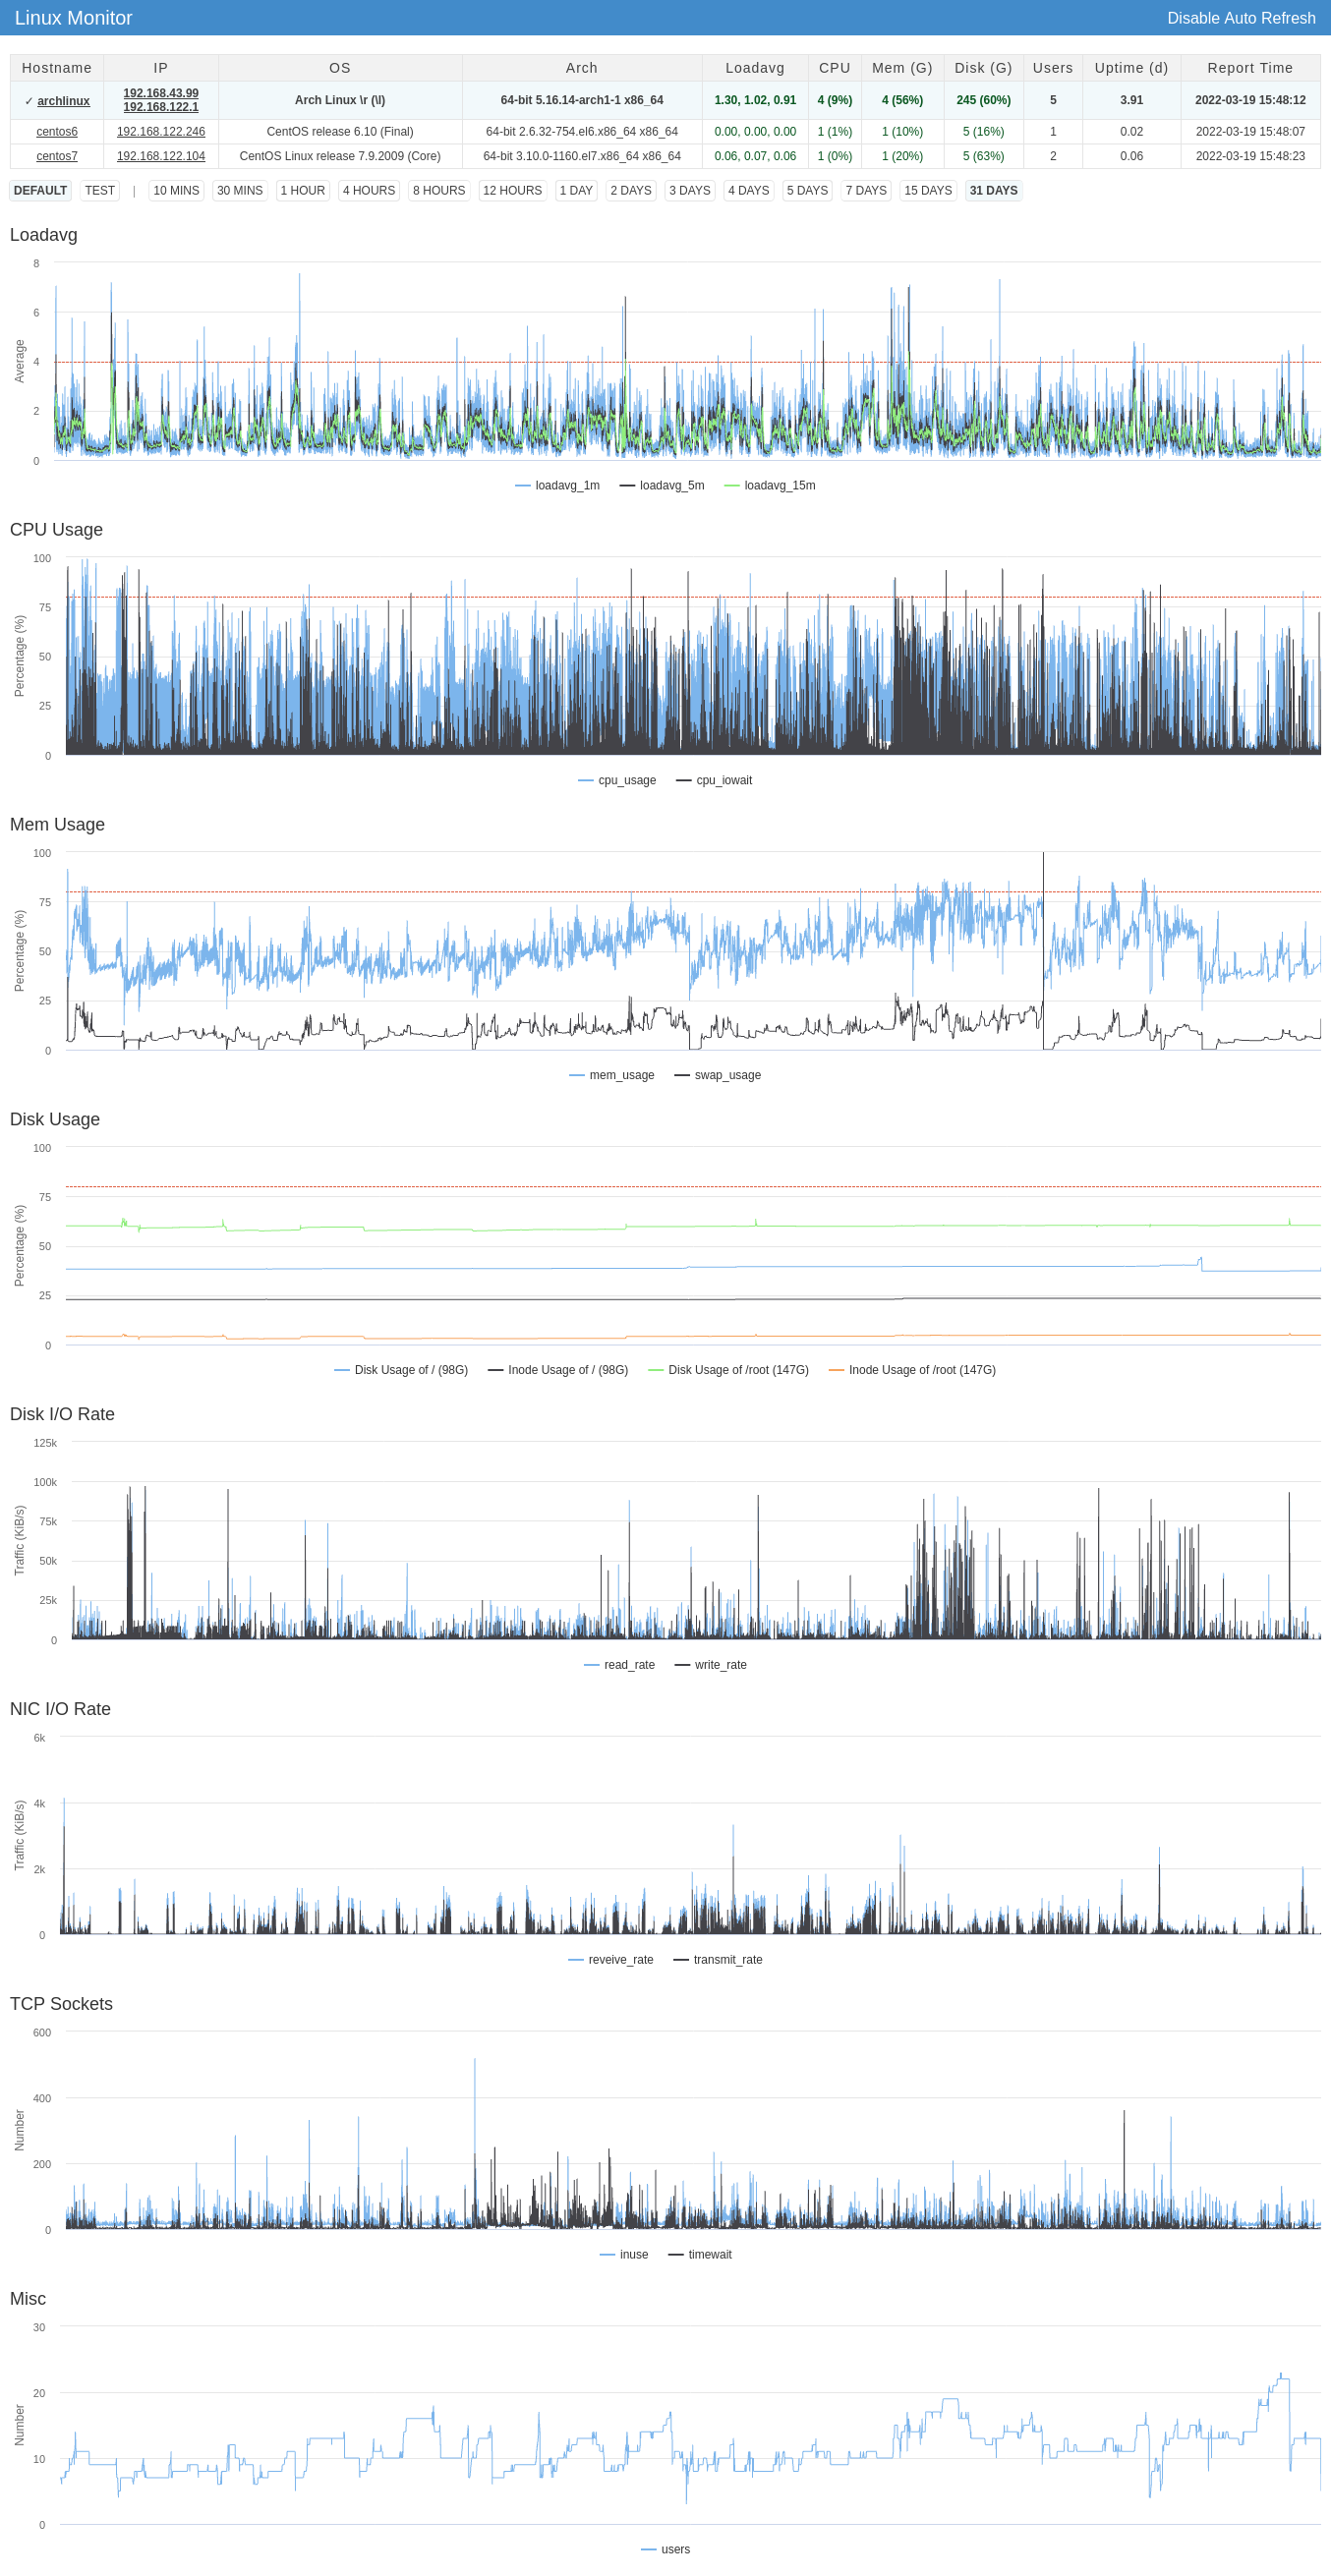 Linux Monitor Disable Auto Refresh
Hostname IP OS Arch Loadavg CPU Mem (G) Disk (G) Users Uptime (d) Report Time
✓ archlinux 192.168.43.99 192.168.122.1 Arch Linux \r (\l) 64-bit 5.16.14-arch1-1 x86_64 1.30, 1.02, 0.91 4 (9%) 4 (56%) 245 (60%) 5 3.91 2022-03-19 15:48:12
centos6 192.168.122.246 CentOS release 6.10 (Final) 64-bit 2.6.32-754.el6.x86_64 x86_64 0.00, 0.00, 0.00 1 (1%) 1 (10%) 5 (16%) 1 0.02 2022-03-19 15:48:07
centos7 192.168.122.104 CentOS Linux release 7.9.2009 (Core) 64-bit 3.10.0-1160.el7.x86_64 x86_64 0.06, 0.07, 0.06 1 (0%) 1 (20%) 5 (63%) 2 0.06 2022-03-19 15:48:23
DEFAULT TEST | 10 MINS 30 MINS 1 HOUR 4 HOURS 8 HOURS 12 HOURS 1 DAY 2 DAYS 3 DAYS 4 DAYS 5 DAYS 7 DAYS 15 DAYS 31 DAYS
Loadavg
Average
8
6
4
2
0
loadavg_1m loadavg_5m loadavg_15m
CPU Usage
Percentage (%)
100
75
50
25
0
cpu_usage cpu_iowait
Mem Usage
Percentage (%)
100
75
50
25
0
mem_usage swap_usage
Disk Usage
Percentage (%)
100
75
50
25
0
Disk Usage of / (98G) Inode Usage of / (98G) Disk Usage of /root (147G) Inode Usage of /root (147G)
Disk I/O Rate
Traffic (KiB/s)
125k
100k
75k
50k
25k
0
read_rate write_rate
NIC I/O Rate
Traffic (KiB/s)
6k
4k
2k
0
reveive_rate transmit_rate
TCP Sockets
Number
600
400
200
0
inuse timewait
Misc
Number
30
20
10
0
users